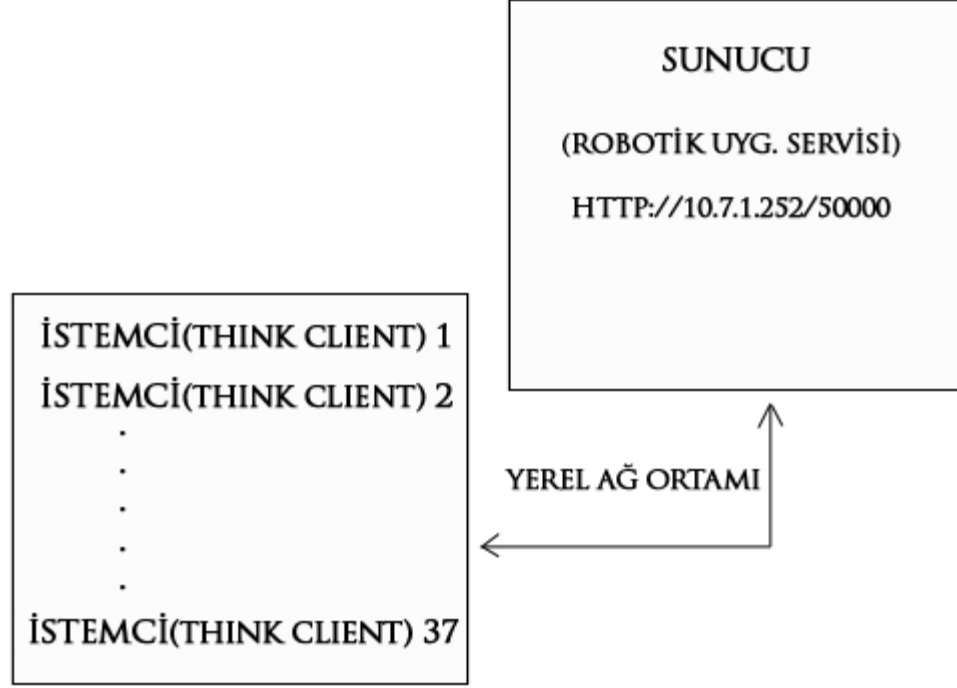 SUNUCU
(ROBOTİK UYG. SERVİSİ)
HTTP://10.7.1.252/50000
İSTEMCİ(THINK CLIENT) 1
İSTEMCİ(THINK CLIENT) 2
.
.
.
.
.
İSTEMCİ(THINK CLIENT) 37
YEREL AĞ ORTAMI